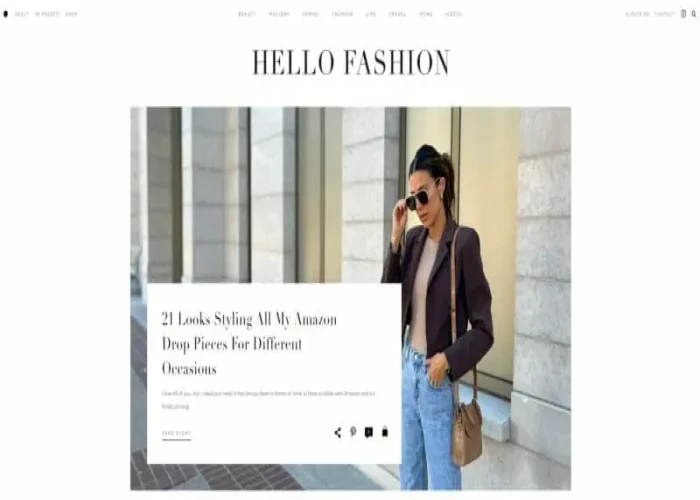 ABOUT MY PRESETS SHOP BEAUTY HOLIDAY FAMILY FASHION LIFE TRAVEL HOME VIDEOS SUBSCRIBE CONTACT
HELLO FASHION
21 Looks Styling All My Amazon
Drop Pieces For Different
Occasions
READ STORY